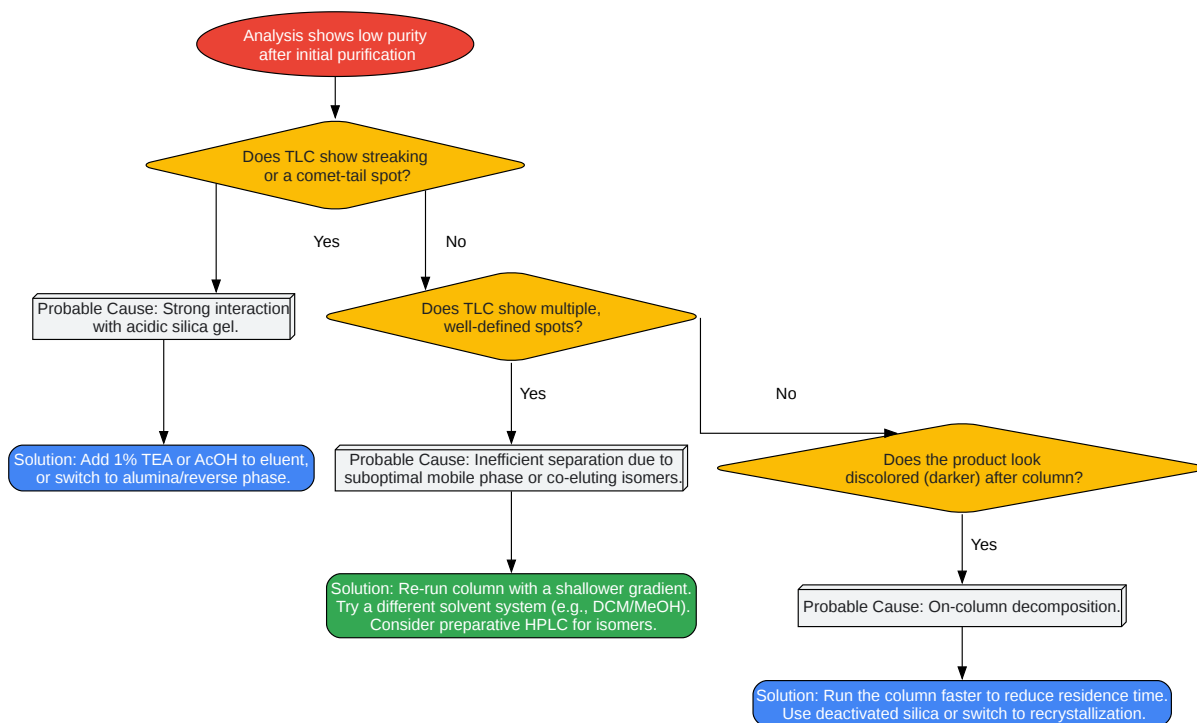 Analysis shows low purity
after initial purification
Does TLC show streaking
or a comet-tail spot?
Yes
No
Probable Cause: Strong interaction
with acidic silica gel.
Does TLC show multiple,
well-defined spots?
Yes
No
Solution: Add 1% TEA or AcOH to eluent,
or switch to alumina/reverse phase.
Probable Cause: Inefficient separation due to
suboptimal mobile phase or co-eluting isomers.
Does the product look
discolored (darker) after column?
Yes
Solution: Re-run column with a shallower gradient.
Try a different solvent system (e.g., DCM/MeOH).
Consider preparative HPLC for isomers.
Probable Cause: On-column decomposition.
Solution: Run the column faster to reduce residence time.
Use deactivated silica or switch to recrystallization.